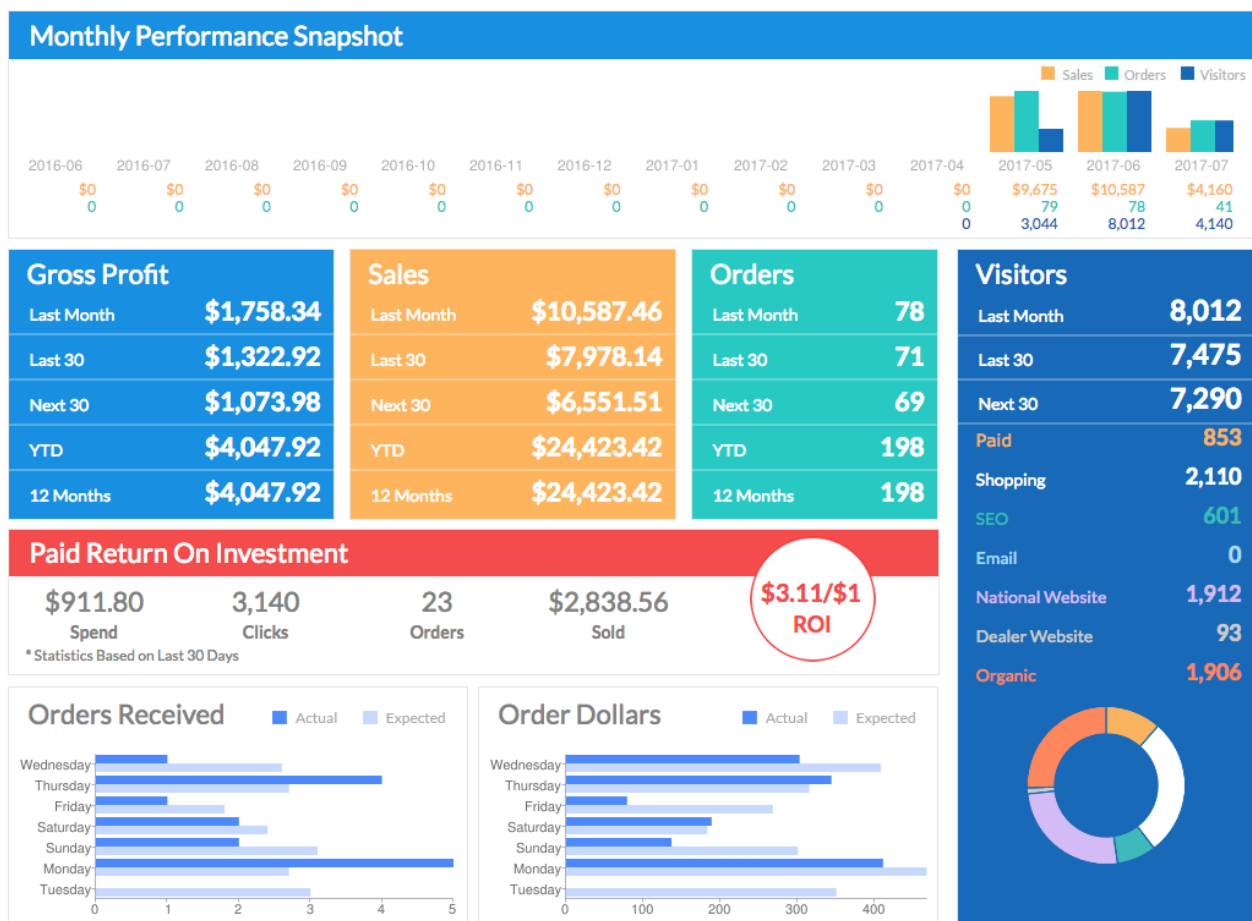 Monthly Performance Snapshot
Sales Orders Visitors
2016-06 2016-07 2016-08 2016-09 2016-10 2016-11 2016-12 2017-01 2017-02 2017-03 2017-04 2017-05 2017-06 2017-07
$0 $0 $0 $0 $0 $0 $0 $0 $0 $0 $0 $9,675 $10,587 $4,160
0 0 0 0 0 0 0 0 0 0 0 79 78 41
0 3,044 8,012 4,140
Gross Profit
Last Month $1,758.34
Last 30 $1,322.92
Next 30 $1,073.98
YTD $4,047.92
12 Months $4,047.92
Sales
Last Month $10,587.46
Last 30 $7,978.14
Next 30 $6,551.51
YTD $24,423.42
12 Months $24,423.42
Orders
Last Month 78
Last 30 71
Next 30 69
YTD 198
12 Months 198
Visitors
Last Month 8,012
Last 30 7,475
Next 30 7,290
Paid 853
Shopping 2,110
SEO 601
Email 0
National Website 1,912
Dealer Website 93
Organic 1,906
Paid Return On Investment
$911.80 3,140 23 $2,838.56
Spend Clicks Orders Sold
* Statistics Based on Last 30 Days
$3.11/$1
ROI
Orders Received
Actual Expected
Wednesday
Thursday
Friday
Saturday
Sunday
Monday
Tuesday
0 1 2 3 4 5
Order Dollars
Actual Expected
Wednesday
Thursday
Friday
Saturday
Sunday
Monday
Tuesday
0 100 200 300 400